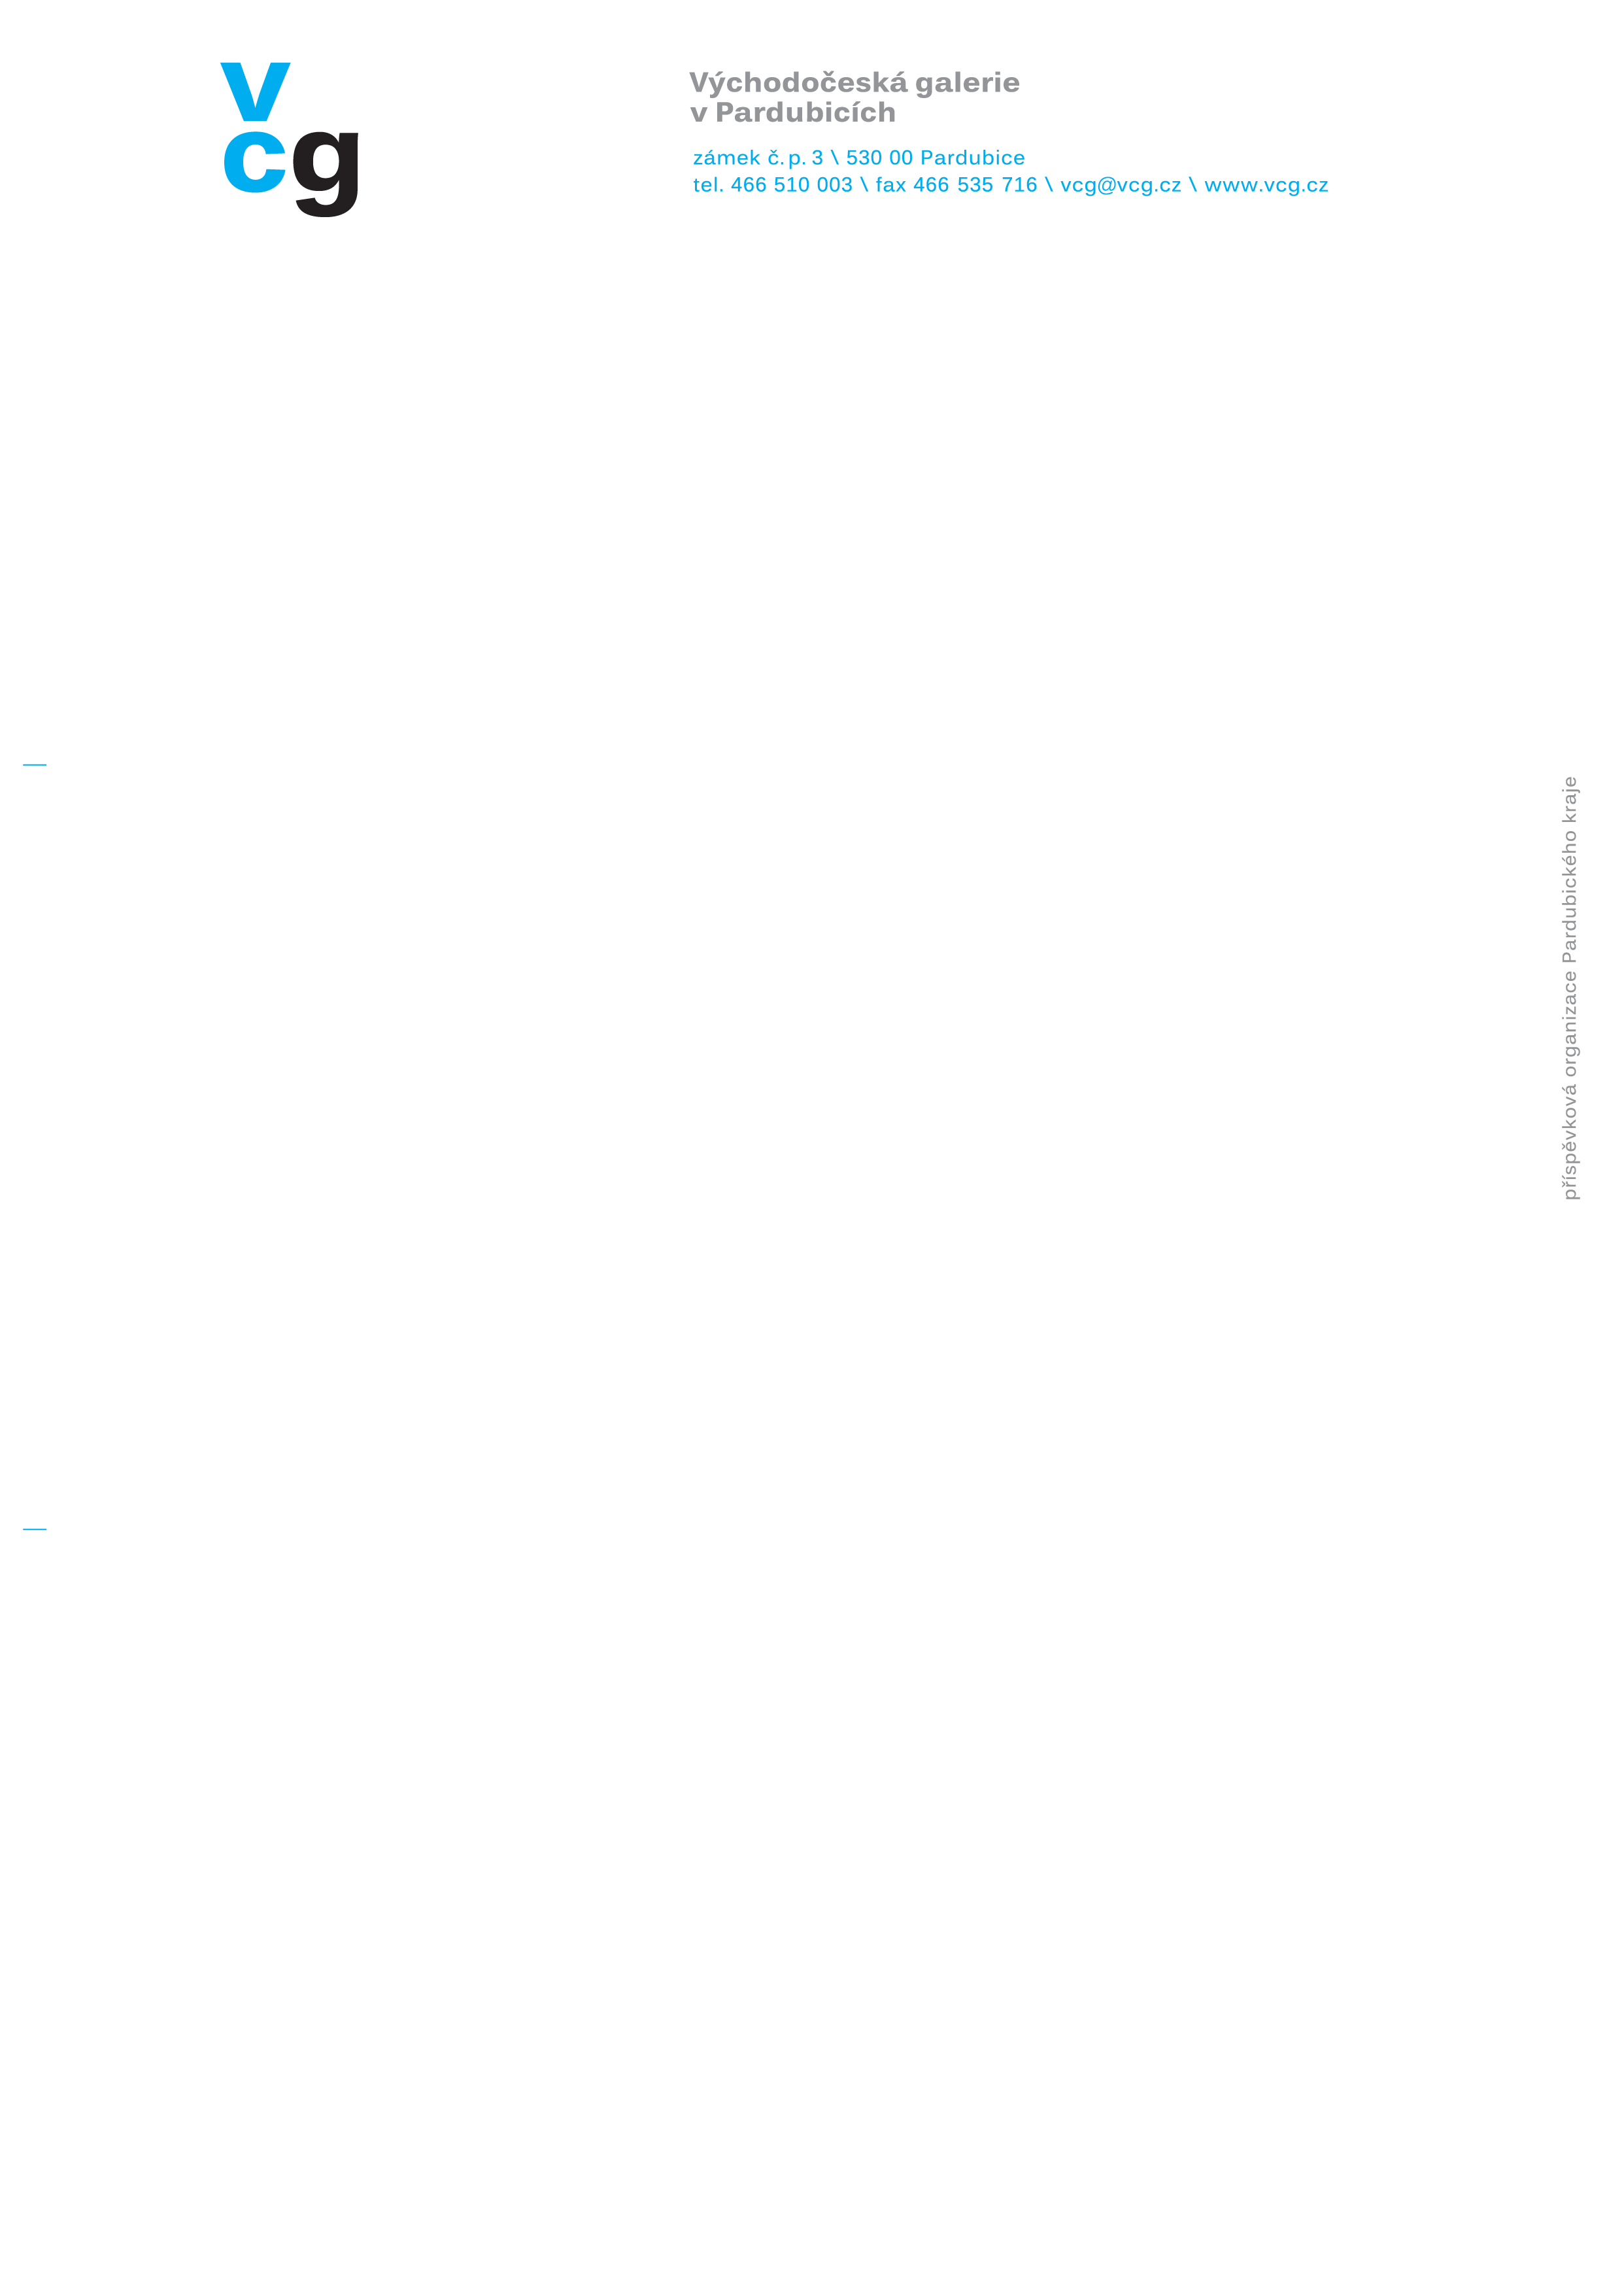 v
cg
Východočeská galerie
v Pardubicích
zámek č.p. 3 \ 530 00 Pardubice
tel. 466 510 003 \ fax 466 535 716 \ vcg@vcg.cz \ www.vcg.cz
příspěvková organizace Pardubického kraje